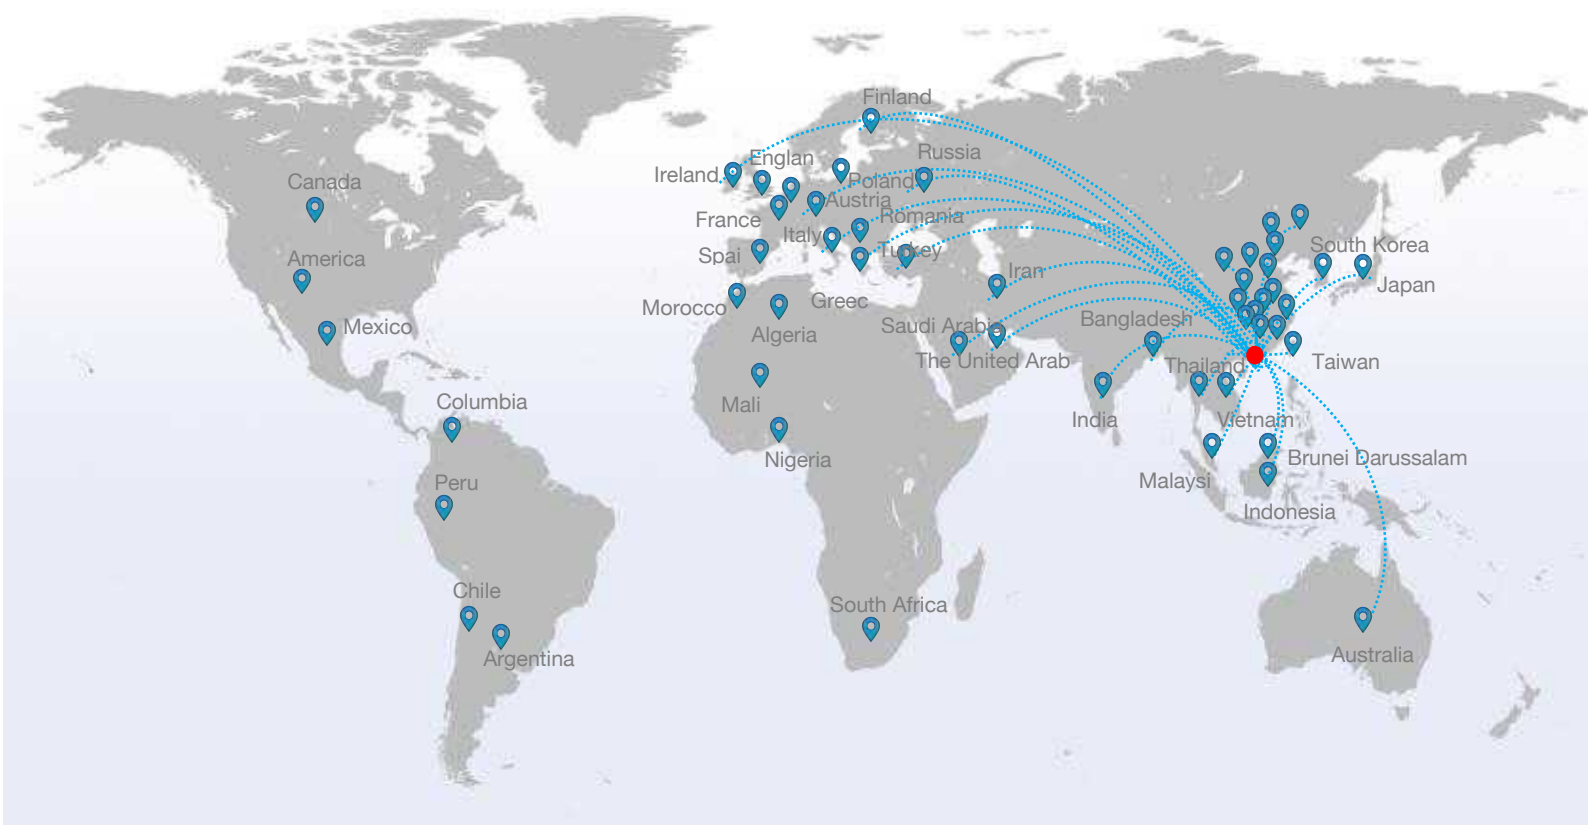 Finland
Englan
Russia
Ireland
Poland
Canada
Austria
France
Romania
Italy
South Korea
Spai
Turkey
America
Iran
Japan
Morocco
Greec
Mexico
Algeria
Saudi Arabia
Bangladesh
The United Arab
Thailand
Taiwan
Columbia
Mali
India
Vietnam
Nigeria
Brunei Darussalam
Peru
Malaysi
Indonesia
Chile
South Africa
Argentina
Australia